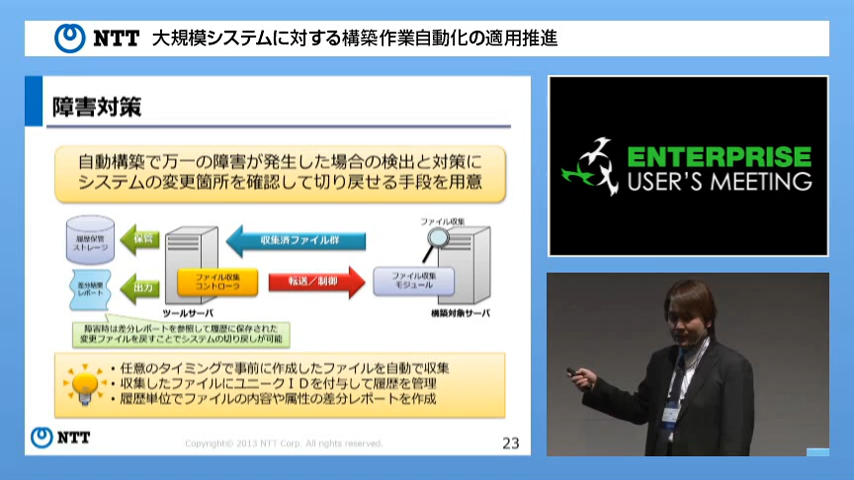 NTT 大規模システムに対する構築作業自動化の適用推進
障害対策
自動構築で万一の障害が発生した場合の検出と対策に
システムの変更箇所を確認して切り戻せる手段を用意
ファイル収集
履歴保管
ストレージ
保管
収集済ファイル群
差分結果
レポート
出力
ファイル収集
コントローラ
転送／制御
ファイル収集
モジュール
ツールサーバ
構築対象サーバ
障害時は差分レポートを参照して履歴に保存された
変更ファイルを戻すことでシステムの切り戻しが可能
・任意のタイミングで事前に作成したファイルを自動で収集
・収集したファイルにユニークＩＤを付与して履歴を管理
・履歴単位でファイルの内容や属性の差分レポートを作成
NTT
Copyright© 2013 NTT Corp. All rights reserved.
23
ENTERPRISE
USER'S MEETING